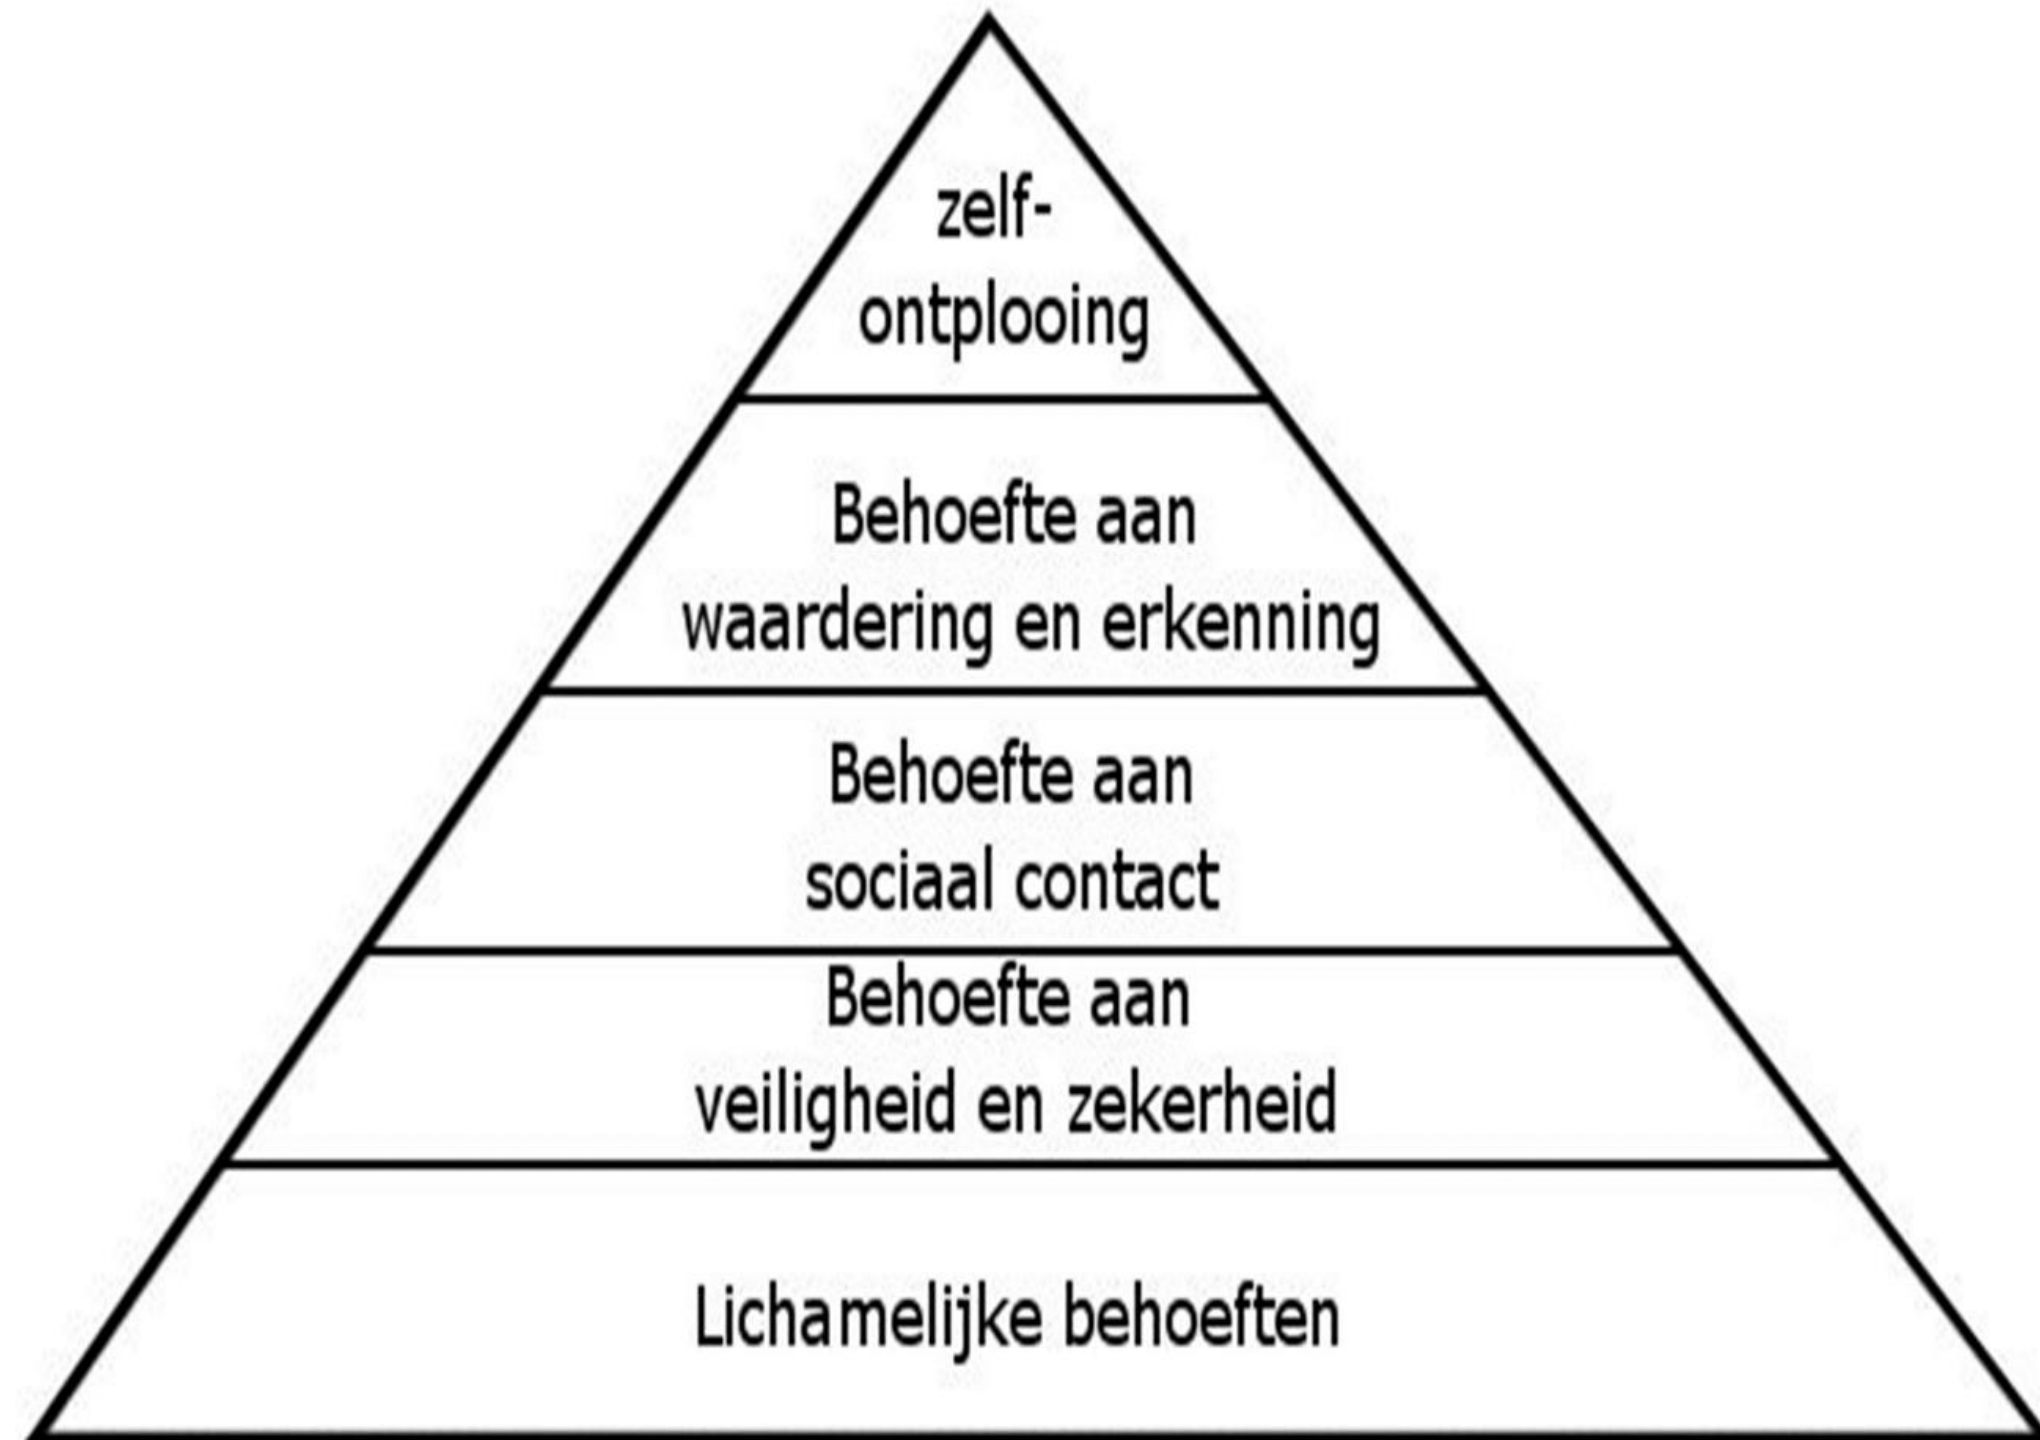 zelf-
ontplooing
Behoefte aan
waardering en erkenning
Behoefte aan
sociaal contact
Behoefte aan
veiligheid en zekerheid
Lichamelijke behoeften